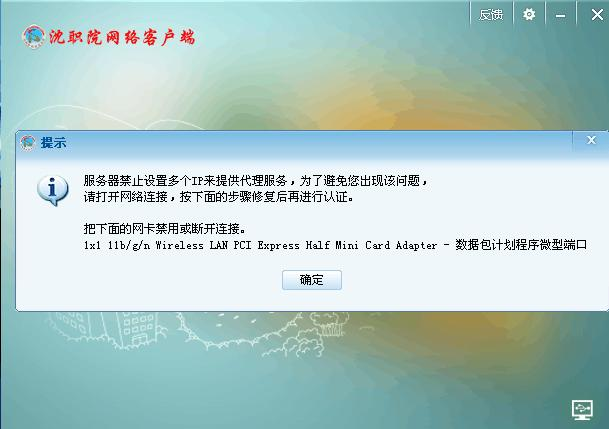 反馈
沈职院网络客户端
提示
服务器禁止设置多个IP来提供代理服务，为了避免您出现该问题，
请打开网络连接，按下面的步骤修复后再进行认证。
把下面的网卡禁用或断开连接。
1x1 11b/g/n Wireless LAN PCI Express Half Mini Card Adapter - 数据包计划程序微型端口
确定